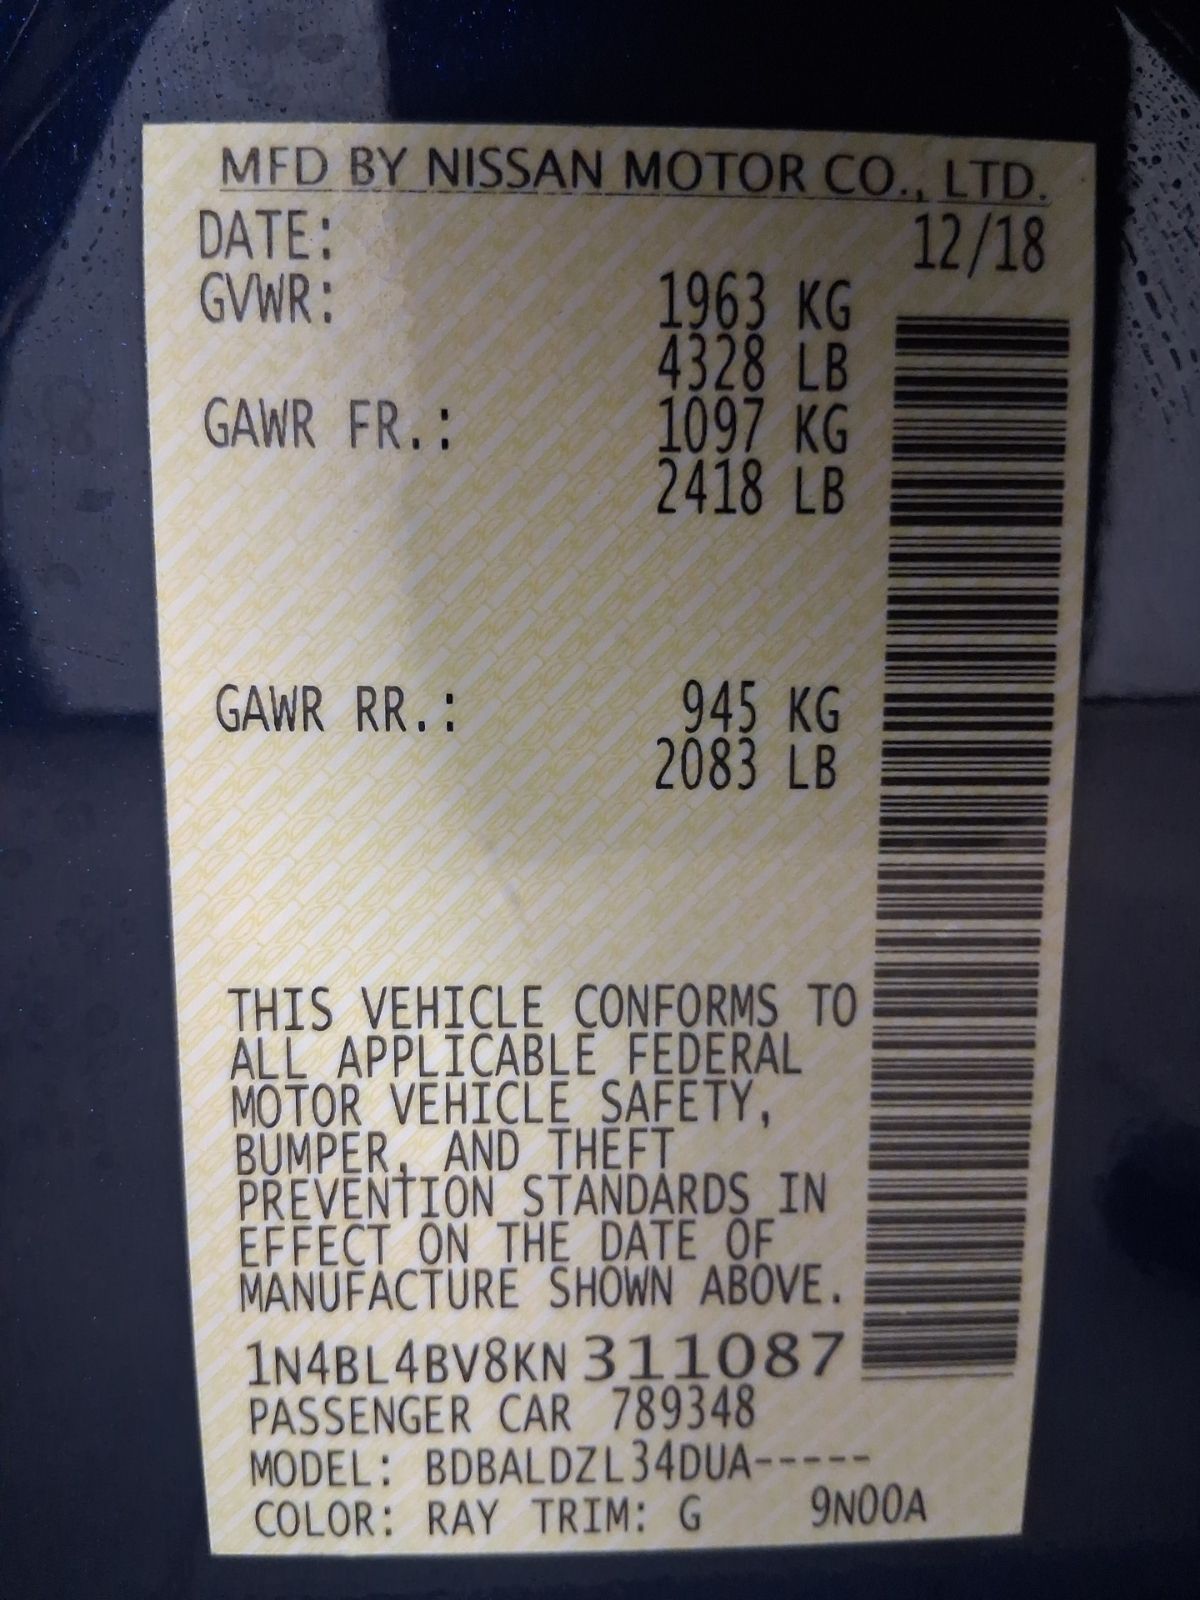 MFD BY NISSAN MOTOR CO., LTD.
DATE: 12/18
GVWR: 1963 KG
4328 LB
GAWR FR.: 1097 KG
2418 LB
GAWR RR.: 945 KG
2083 LB
THIS VEHICLE CONFORMS TO
ALL APPLICABLE FEDERAL
MOTOR VEHICLE SAFETY,
BUMPER, AND THEFT
PREVENTION STANDARDS IN
EFFECT ON THE DATE OF
MANUFACTURE SHOWN ABOVE.
1N4BL4BV8KN311087
PASSENGER CAR 789348
MODEL: BDBALDZL34DUA-----
COLOR: RAY TRIM: G 9N00A